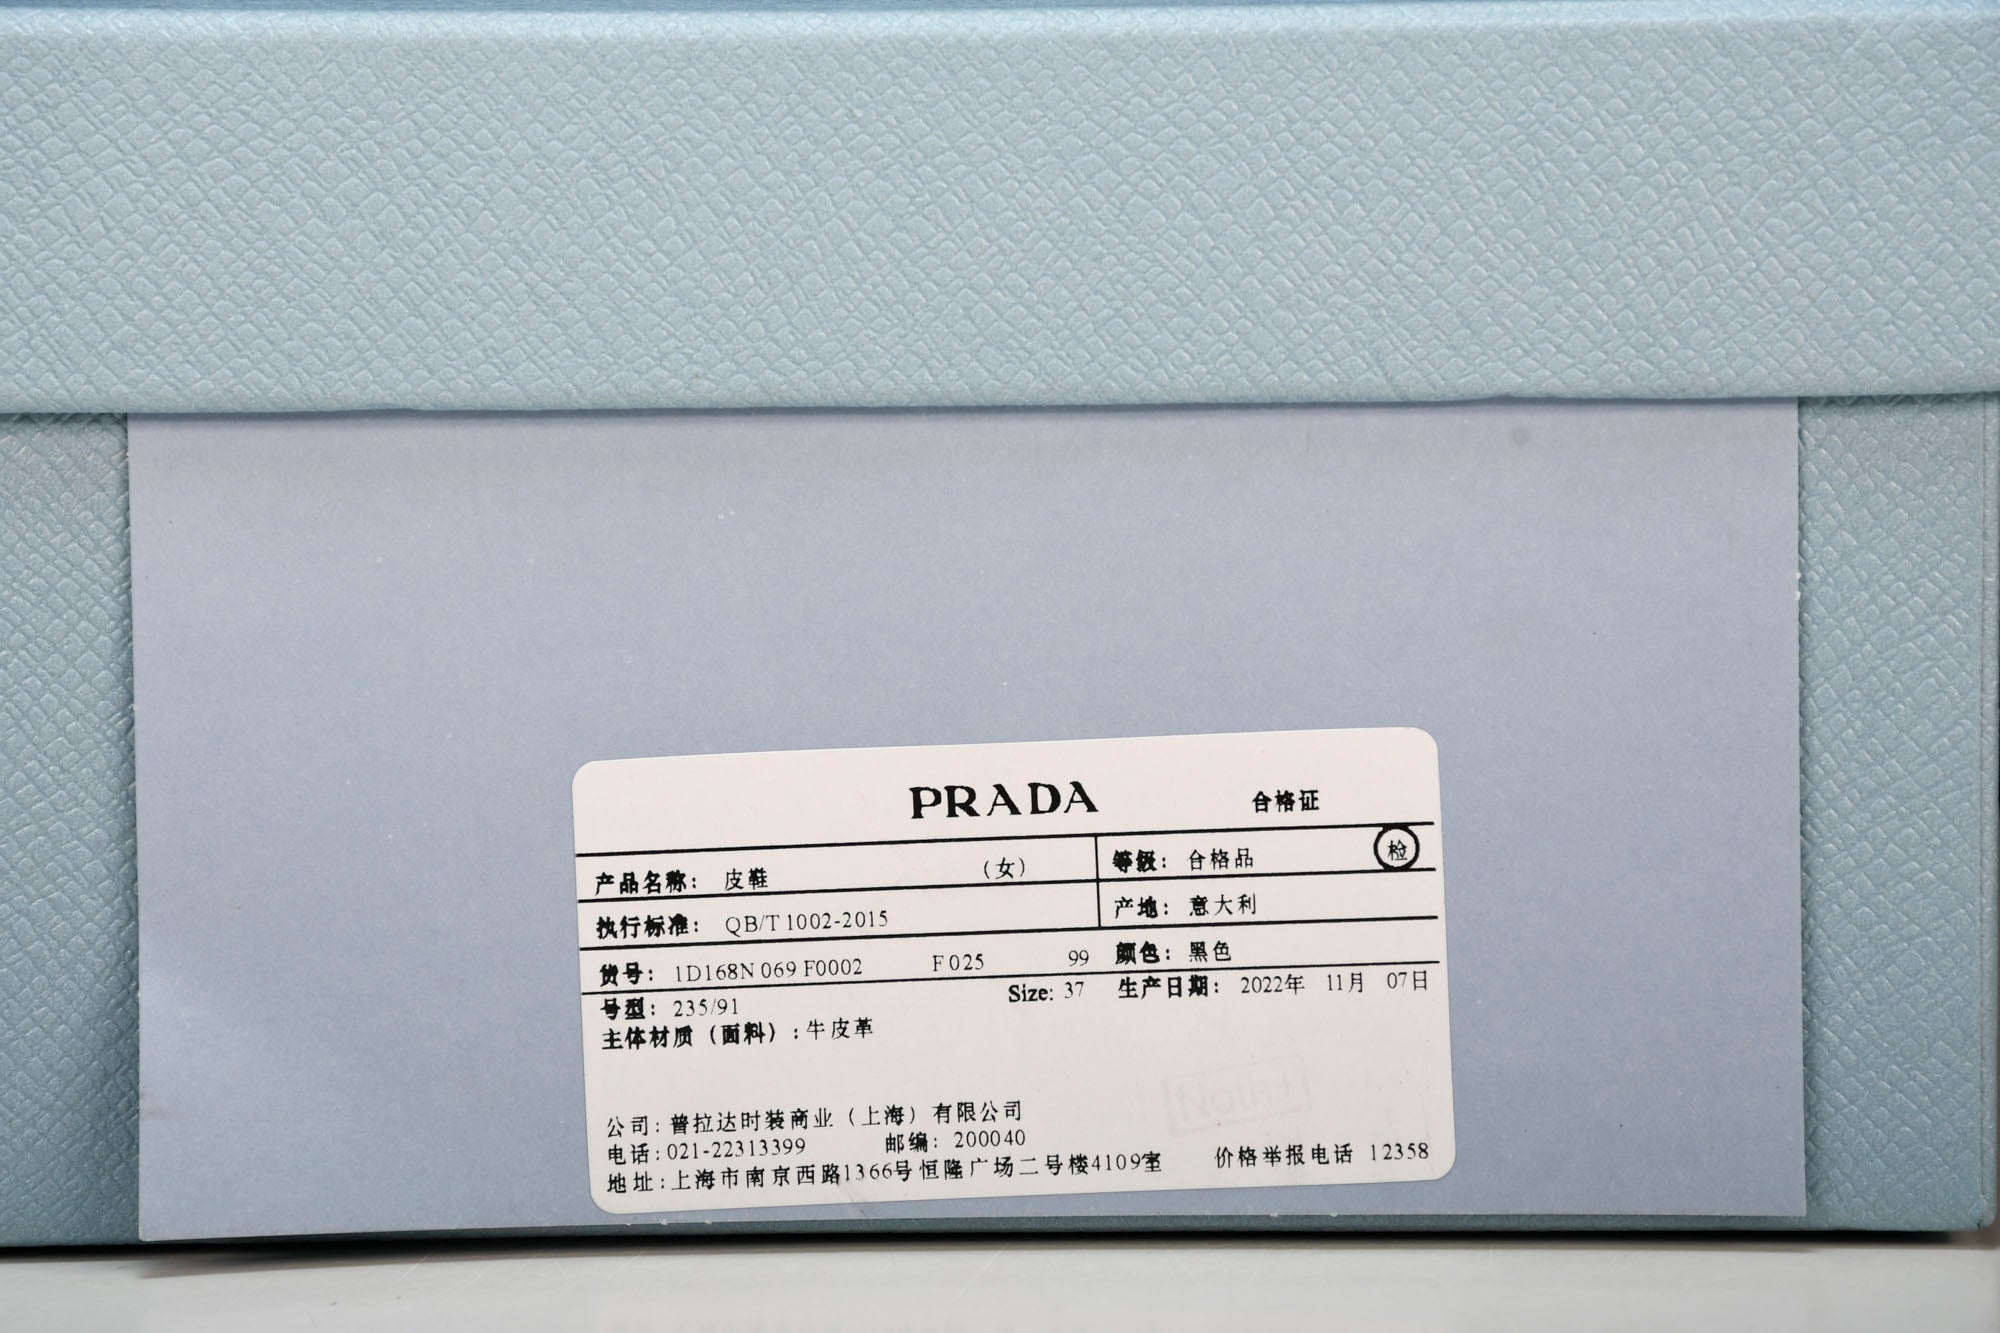 PRADA 合格证
产品名称： 皮鞋 （女） 等级： 合格品 检
执行标准： QB/T 1002-2015 产地： 意大利
货号： 1D168N 069 F0002 F 025 99 颜色： 黑色
号型： 235/91 Size: 37 生产日期： 2022年 11月 07日
主体材质（面料）: 牛皮革
公司: 普拉达时装商业（上海）有限公司
电话: 021-22313399 邮编: 200040
地址: 上海市南京西路1366号恒隆广场二号楼4109室 价格举报电话 12358